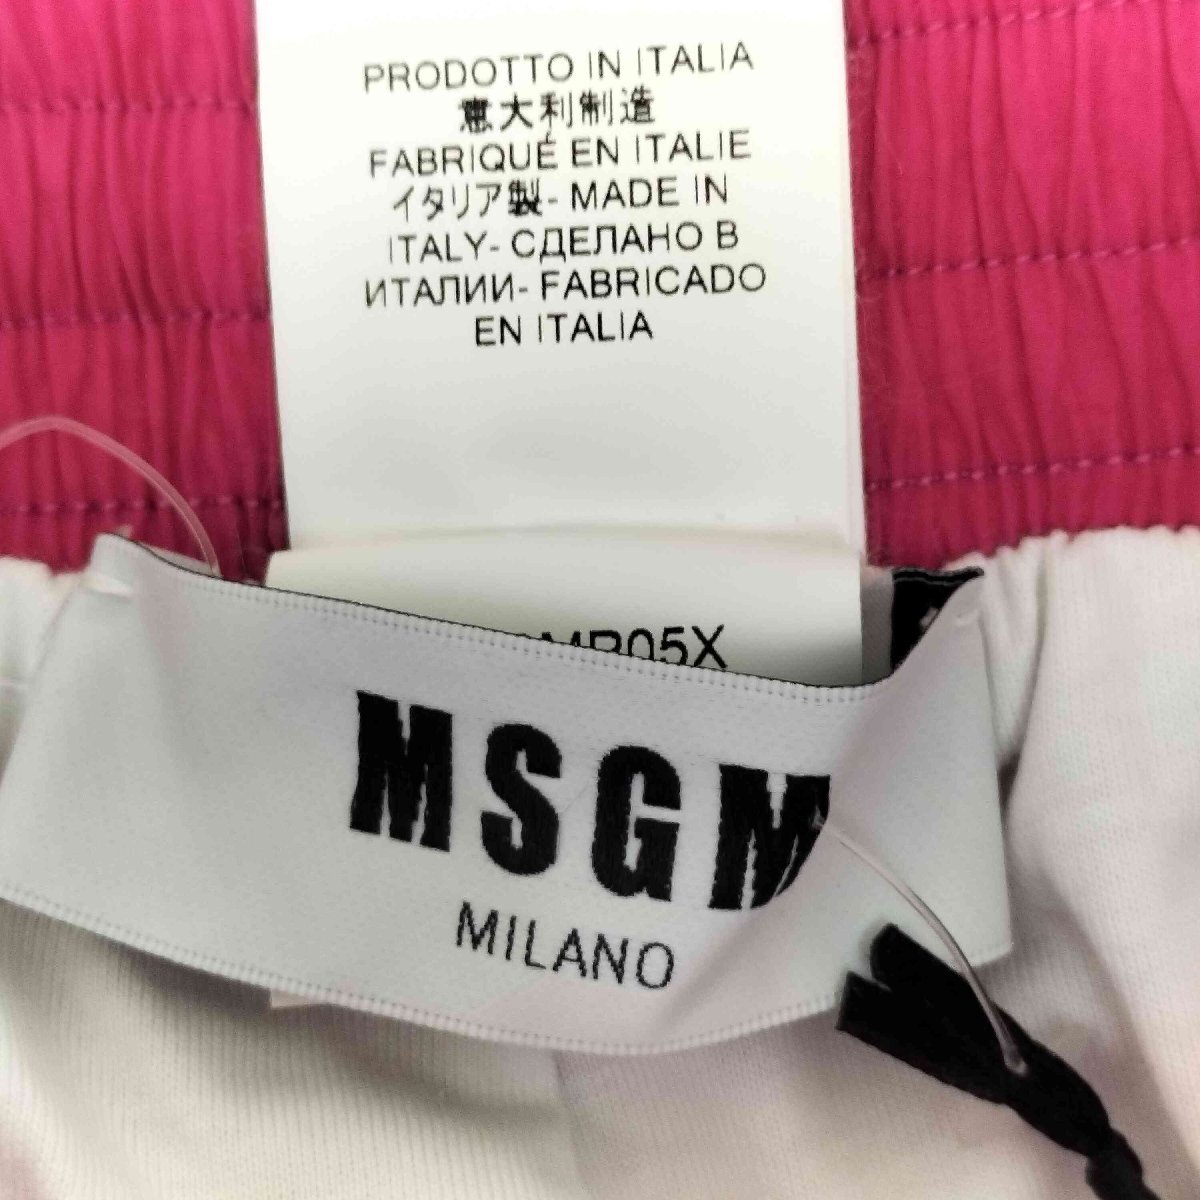 PRODOTTO IN ITALIA
意大利制造
FABRIQUÉ EN ITALIE
イタリア製- MADE IN
ITALY- СДЕЛАНО В
ИТАЛИИ- FABRICADO
EN ITALIA
MSGM
MILANO